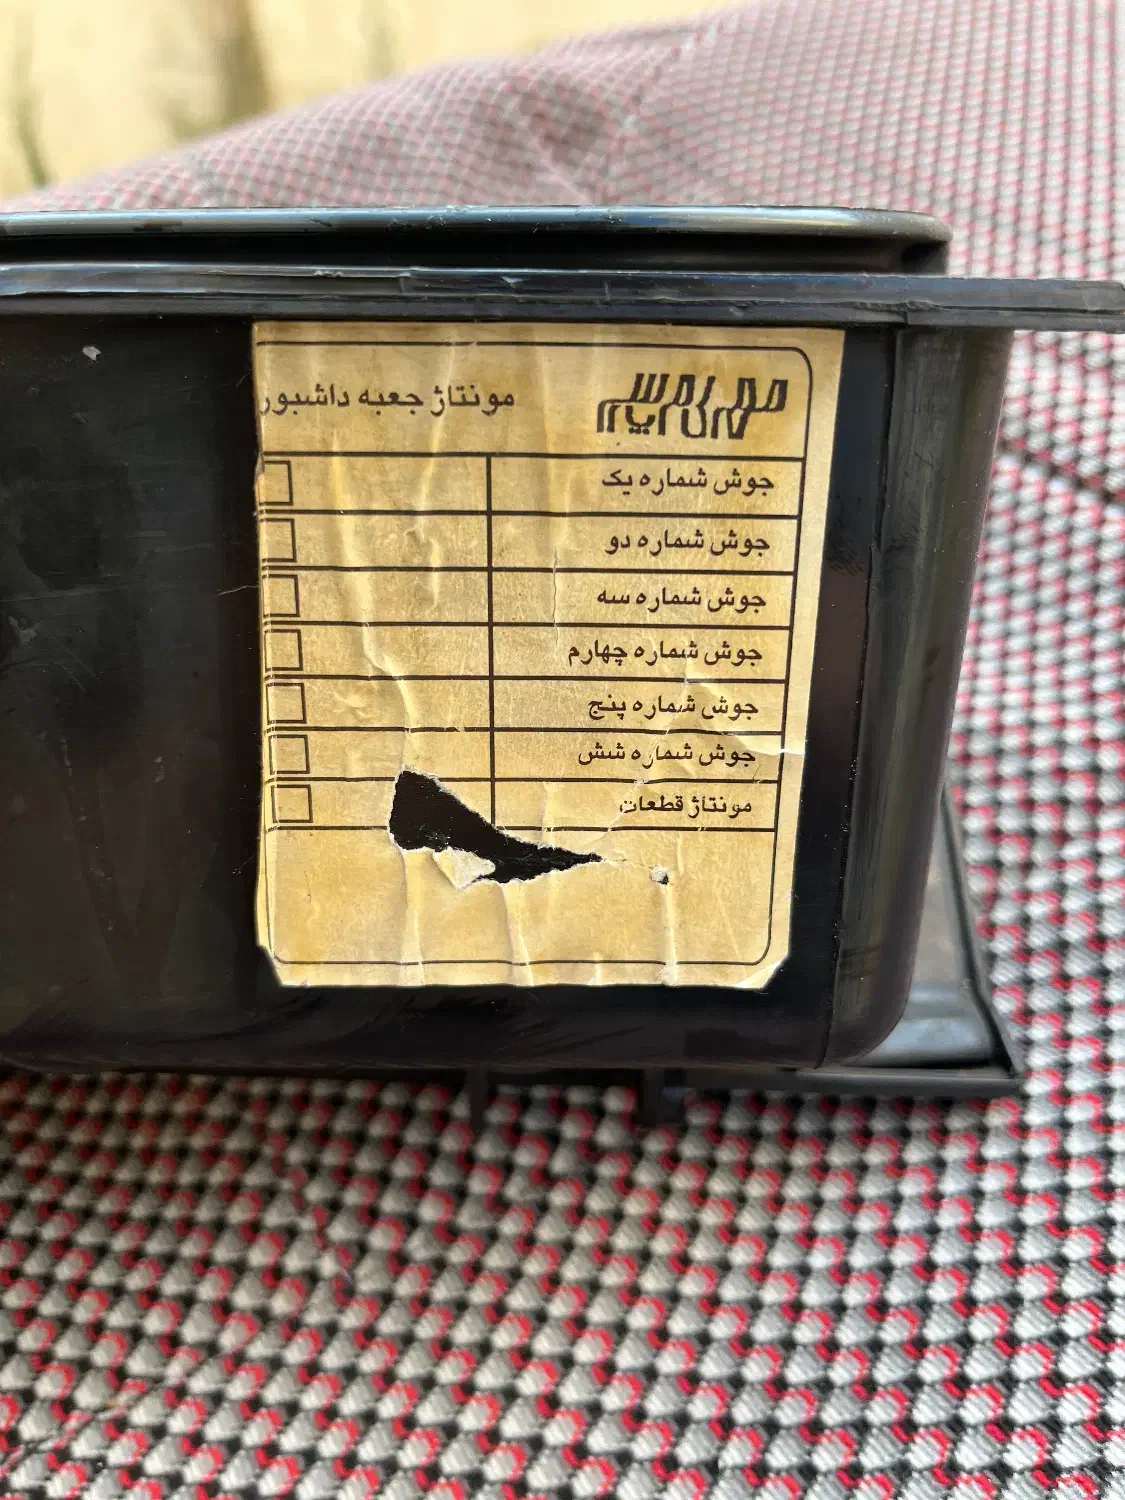 مونتاژ جعبه داشبور
جوش شماره یک
جوش شماره دو
جوش شماره سه
جوش شماره چهارم
جوش شماره پنج
جوش شماره شش
مونتاژ قطعات